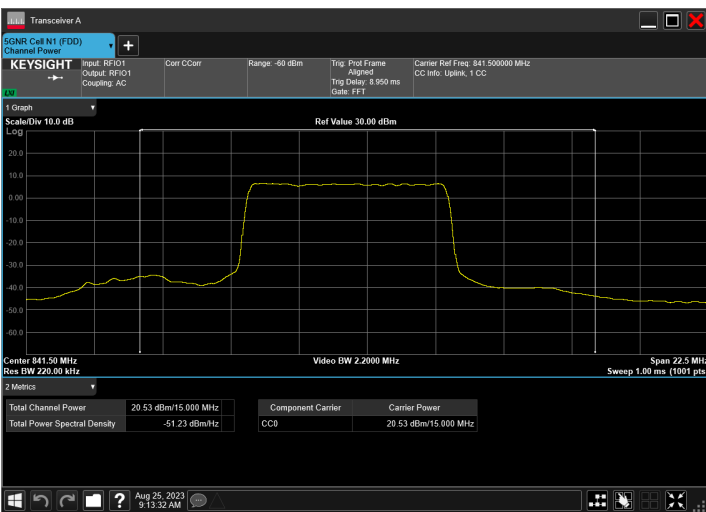 Transceiver A
5GNR Cell N1 (FDD)
Channel Power
KEYSIGHT
Input: RFIO1
Output: RFIO1
Coupling: AC
Corr CCorr
Range: -60 dBm
Trig: Prot Frame
Aligned
Trig Delay: 8.950 ms
Gate: FFT
Carrier Ref Freq: 841.500000 MHz
CC Info: Uplink, 1 CC
LXI
1 Graph
Scale/Div 10.0 dB
Ref Value 30.00 dBm
Log
20.0
10.0
0.00
-10.0
-20.0
-30.0
-40.0
-50.0
-60.0
Center 841.50 MHz
Video BW 2.2000 MHz
Span 22.5 MHz
Res BW 220.00 kHz
Sweep 1.00 ms (1001 pts
2 Metrics
Total Channel Power 20.53 dBm/15.000 MHz
Total Power Spectral Density -51.23 dBm/Hz
Component Carrier Carrier Power
CC0 20.53 dBm/15.000 MHz
Aug 25, 2023
9:13:32 AM